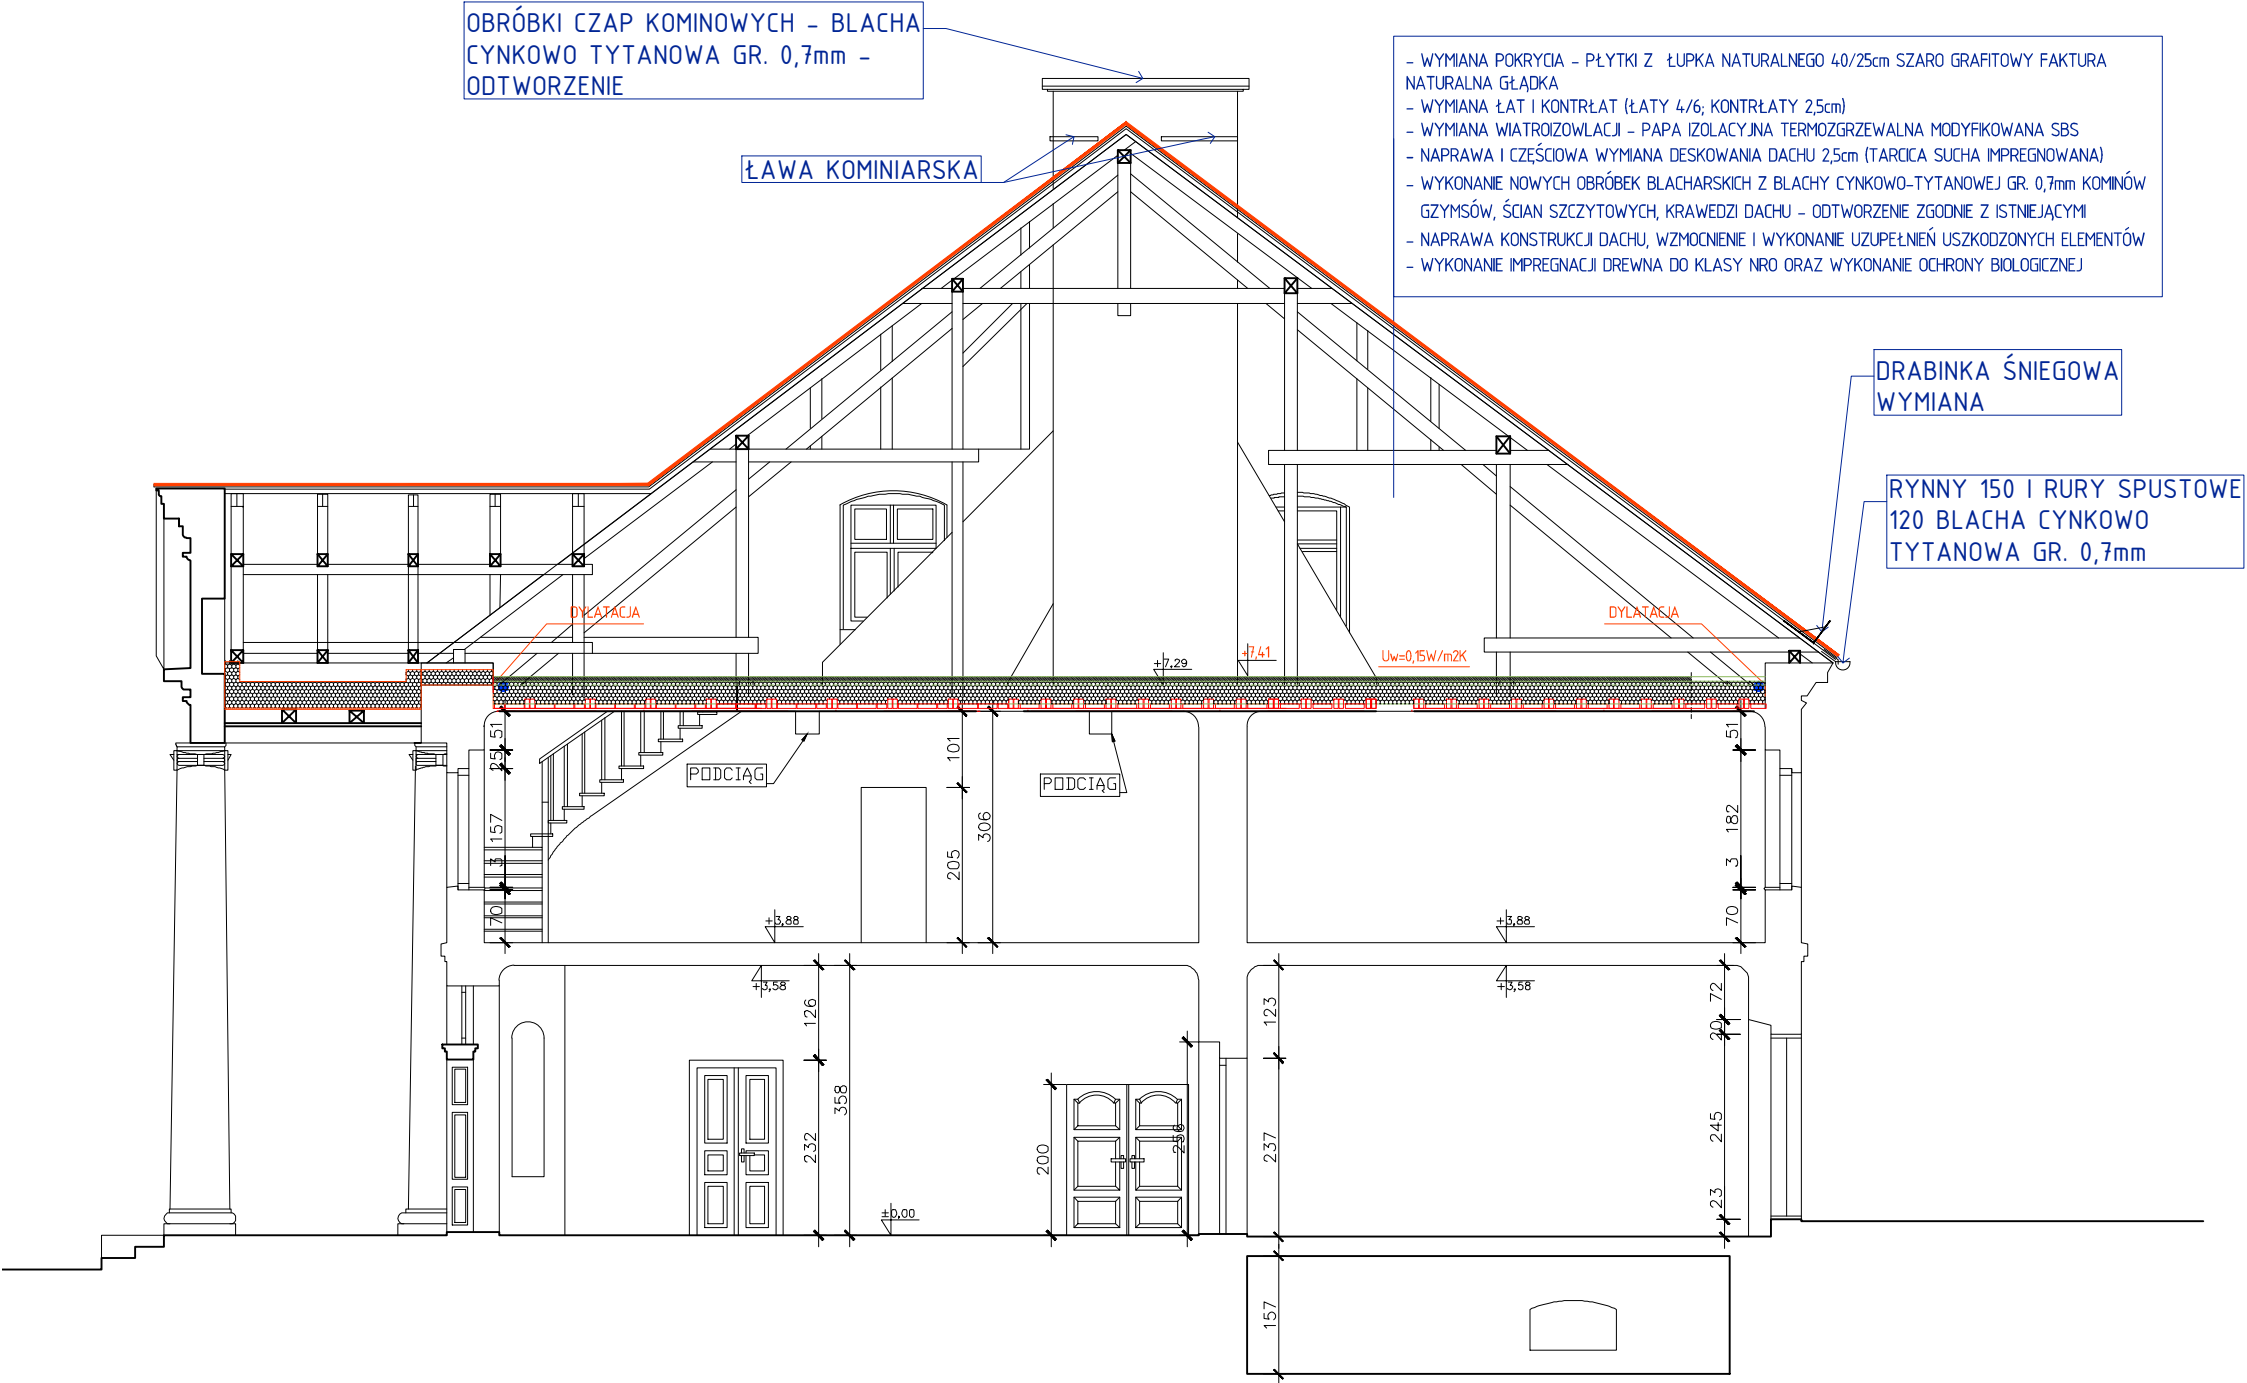 OBRÓBKI CZAP KOMINOWYCH - BLACHA
CYNKOWO TYTANOWA GR. 0,7mm -
ODTWORZENIE
- WYMIANA POKRYCIA - PŁYTKI Z ŁUPKA NATURALNEGO 40/25cm SZARO GRAFITOWY FAKTURA
NATURALNA GŁĄDKA
- WYMIANA ŁAT I KONTRŁAT (ŁATY 4/6; KONTRŁATY 2,5cm)
- WYMIANA WIATROIZOWLACJI - PAPA IZOLACYJNA TERMOZGRZEWALNA MODYFIKOWANA SBS
- NAPRAWA I CZĘŚCIOWA WYMIANA DESKOWANIA DACHU 2,5cm (TARCICA SUCHA IMPREGNOWANA)
- WYKONANIE NOWYCH OBRÓBEK BLACHARSKICH Z BLACHY CYNKOWO-TYTANOWEJ GR. 0,7mm KOMINÓW
GZYMSÓW, ŚCIAN SZCZYTOWYCH, KRAWEDZI DACHU - ODTWORZENIE ZGODNIE Z ISTNIEJĄCYMI
- NAPRAWA KONSTRUKCJI DACHU, WZMOCNIENIE I WYKONANIE UZUPEŁNIEŃ USZKODZONYCH ELEMENTÓW
- WYKONANIE IMPREGNACJI DREWNA DO KLASY NRO ORAZ WYKONANIE OCHRONY BIOLOGICZNEJ
ŁAWA KOMINIARSKA
DRABINKA ŚNIEGOWA
WYMIANA
RYNNY 150 I RURY SPUSTOWE
120 BLACHA CYNKOWO
TYTANOWA GR. 0,7mm
DYLATACJA
DYLATACJA
+7,29
+7,41
Uw=0,15W/m2K
51
25
157
3
70
PODCIĄG
PODCIĄG
101
205
306
51
182
3
70
+3,88
+3,88
+3,58
+3,58
126
232
358
200
256
123
237
72
20
245
23
±0,00
157